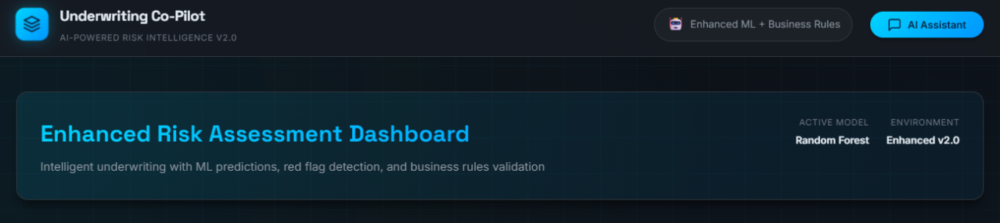 Underwriting Co-Pilot
AI-POWERED RISK INTELLIGENCE V2.0
Enhanced ML + Business Rules
AI Assistant
Enhanced Risk Assessment Dashboard
Intelligent underwriting with ML predictions, red flag detection, and business rules validation
ACTIVE MODEL
Random Forest
ENVIRONMENT
Enhanced v2.0